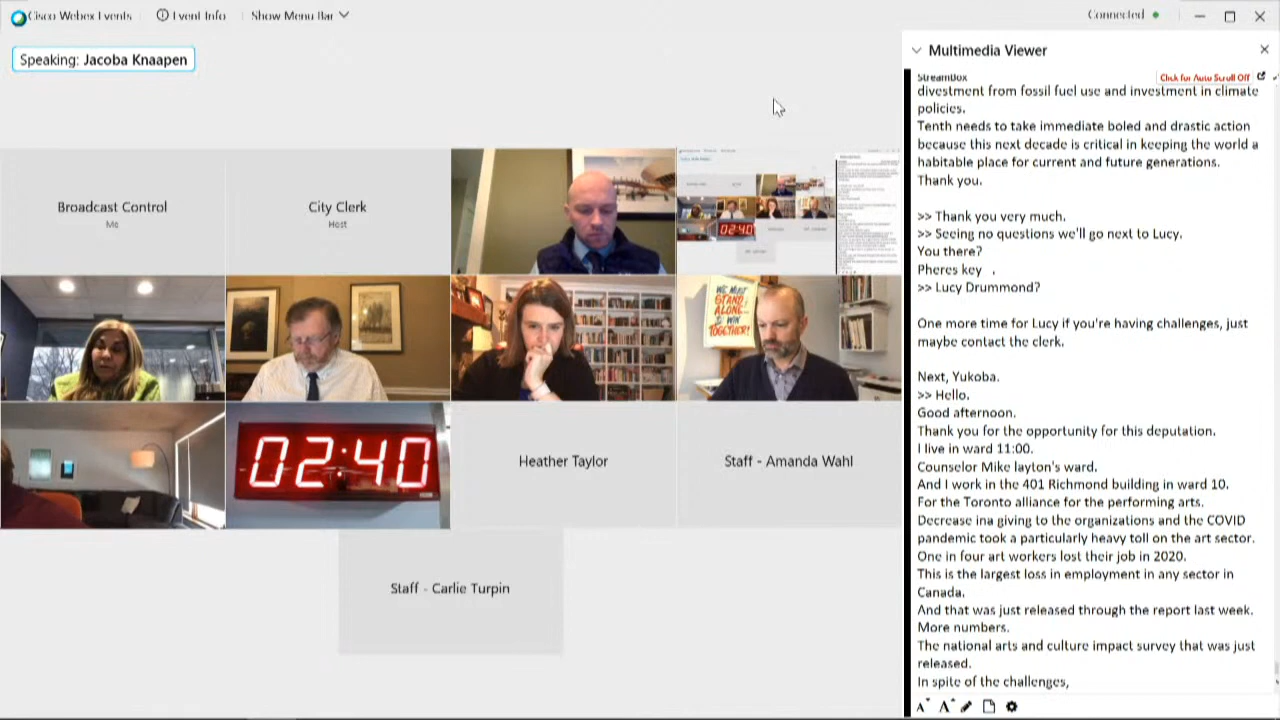 Cisco Webex Events
Event Info
Show Menu Bar
Connected
Speaking: Jacoba Knaapen
Multimedia Viewer
StreamBox
Click for Auto Scroll Off
divestment from fossil fuel use and investment in climate
policies.
Tenth needs to take immediate boled and drastic action
because this next decade is critical in keeping the world a
habitable place for current and future generations.
Thank you.
>> Thank you very much.
>> Seeing no questions we'll go next to Lucy.
You there?
Pheres key ,
>> Lucy Drummond?
One more time for Lucy if you're having challenges, just
maybe contact the clerk.
Next, Yukoba.
>> Hello.
Good afternoon.
Thank you for the opportunity for this deputation.
I live in ward 11:00.
Counselor Mike layton's ward.
And I work in the 401 Richmond building in ward 10.
For the Toronto alliance for the performing arts.
Decrease ina giving to the organizations and the COVID
pandemic took a particularly heavy toll on the art sector.
One in four art workers lost their job in 2020.
This is the largest loss in employment in any sector in
Canada.
And that was just released through the report last week.
More numbers.
The national arts and culture impact survey that was just
released.
In spite of the challenges,
Broadcast Com
Me
City Clerk
Host
02:40
WE MUST
STAND
ALONE...
TOGETHER!
02:40
Heather Taylor
Staff - Amanda Wahl
Staff - Carlie Turpin